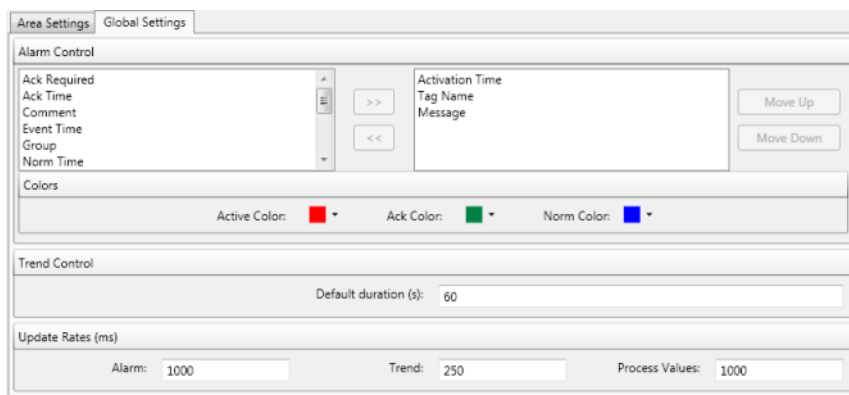 Area Settings Global Settings
Alarm Control
Ack Required
Ack Time
Comment
Event Time
Group
Norm Time
>>
<<
Activation Time
Tag Name
Message
Move Up
Move Down
Colors
Active Color: Ack Color: Norm Color:
Trend Control
Default duration (s): 60
Update Rates (ms)
Alarm: 1000 Trend: 250 Process Values: 1000